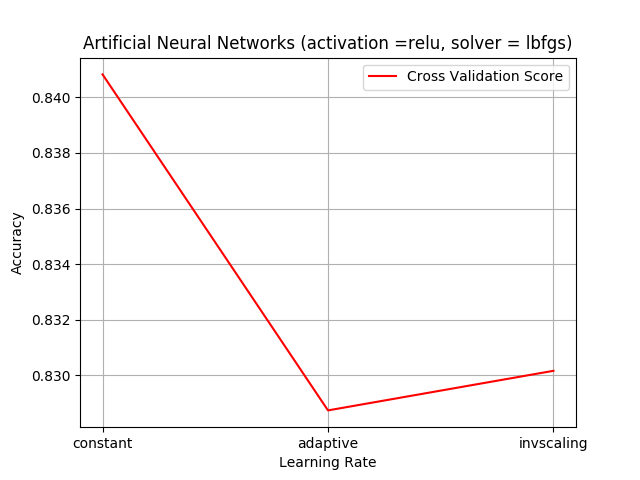 Artificial Neural Networks (activation =relu, solver = lbfgs)
Cross Validation Score
0.840
0.838
0.836
0.834
0.832
0.830
Accuracy
constant
adaptive
invscaling
Learning Rate